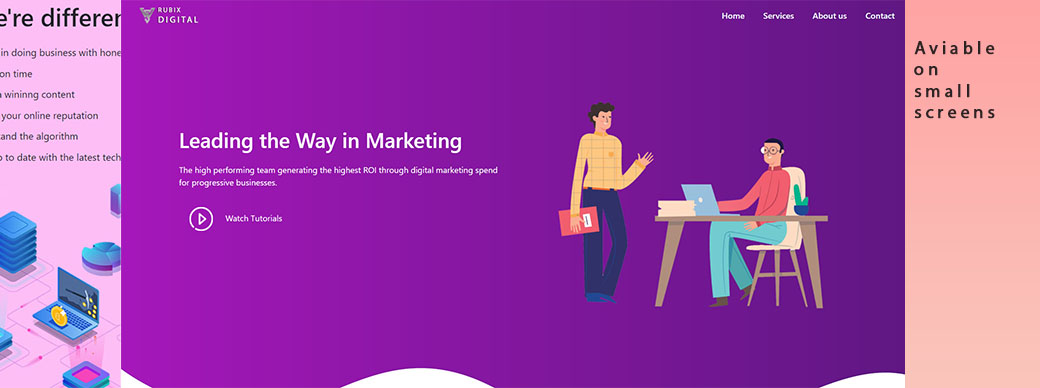 e're differen
in doing business with hone
on time
a wininng content
your online reputation
tand the algorithm
to date with the latest tech
RUBIX
DIGITAL
Home Services About us Contact
Leading the Way in Marketing
The high performing team generating the highest ROI through digital marketing spend
for progressive businesses.
Watch Tutorials
Aviable
on
small
screens